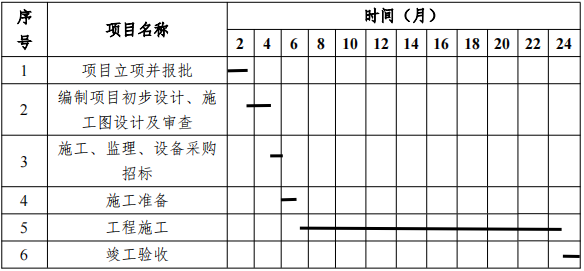 序号 项目名称 时间（月）
2 4 6 8 10 12 14 16 18 20 22 24
1 项目立项并报批
2 编制项目初步设计、施
工图设计及审查
3 施工、监理、设备采购
招标
4 施工准备
5 工程施工
6 竣工验收